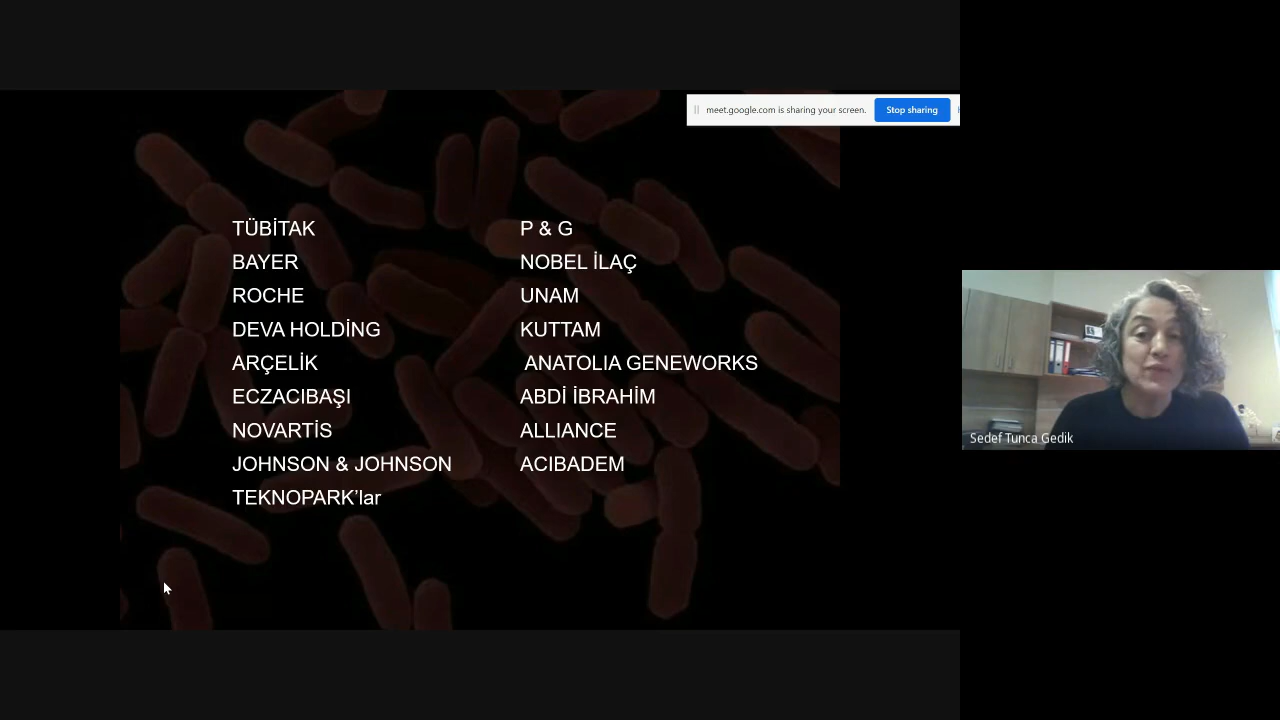 meet.google.com is sharing your screen.
Stop sharing
TÜBİTAK
BAYER
ROCHE
DEVA HOLDİNG
ARÇELİK
ECZACIBAŞI
NOVARTİS
JOHNSON & JOHNSON
TEKNOPARK’lar
P & G
NOBEL İLAÇ
UNAM
KUTTAM
ANATOLIA GENEWORKS
ABDİ İBRAHİM
ALLIANCE
ACIBADEM
Sedef Tunca Gedik